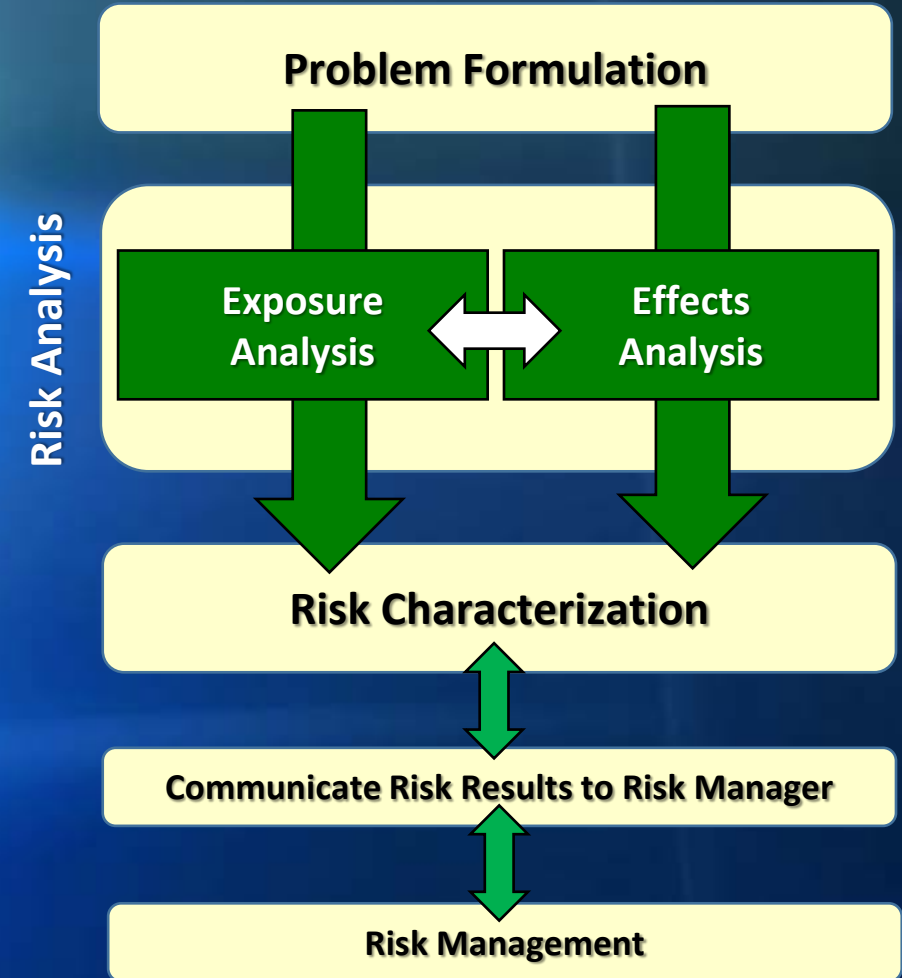 Problem Formulation
Risk Analysis
Exposure
Analysis
Effects
Analysis
Risk Characterization
Communicate Risk Results to Risk Manager
Risk Management